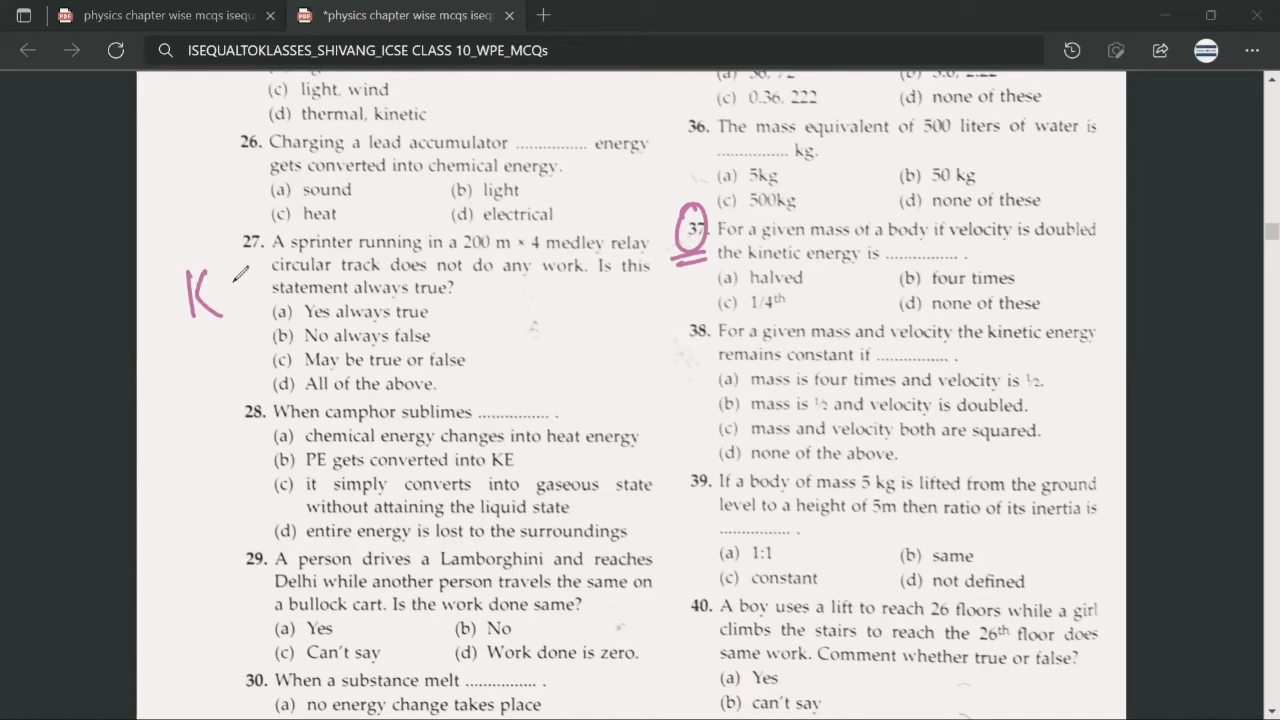 physics chapter wise mcqs isequ
*physics chapter wise mcqs isequ
ISEQUALTOKLASSES_SHIVANG_ICSE CLASS 10_WPE_MCQs
(c) light, wind
(d) thermal, kinetic
26. Charging a lead accumulator .............. energy
gets converted into chemical energy.
(a) sound (b) light
(c) heat (d) electrical
27. A sprinter running in a 200 m × 4 medley relay
circular track does not do any work. Is this
statement always true?
(a) Yes always true
(b) No always false
(c) May be true or false
(d) All of the above.
28. When camphor sublimes .............. .
(a) chemical energy changes into heat energy
(b) PE gets converted into KE
(c) it simply converts into gaseous state
without attaining the liquid state
(d) entire energy is lost to the surroundings
29. A person drives a Lamborghini and reaches
Delhi while another person travels the same on
a bullock cart. Is the work done same?
(a) Yes (b) No
(c) Can't say (d) Work done is zero.
30. When a substance melt .............. .
(a) no energy change takes place
K
(c) 0.36, 222 (d) none of these
36. The mass equivalent of 500 liters of water is
.............. kg.
(a) 5kg (b) 50 kg
(c) 500kg (d) none of these
37. For a given mass of a body if velocity is doubled
the kinetic energy is .............. .
(a) halved (b) four times
(c) 1/4th (d) none of these
38. For a given mass and velocity the kinetic energy
remains constant if .............. .
(a) mass is four times and velocity is ½.
(b) mass is ½ and velocity is doubled.
(c) mass and velocity both are squared.
(d) none of the above.
39. If a body of mass 5 kg is lifted from the ground
level to a height of 5m then ratio of its inertia is
.............. .
(a) 1:1 (b) same
(c) constant (d) not defined
40. A boy uses a lift to reach 26 floors while a girl
climbs the stairs to reach the 26th floor does
same work. Comment whether true or false?
(a) Yes
(b) can't say